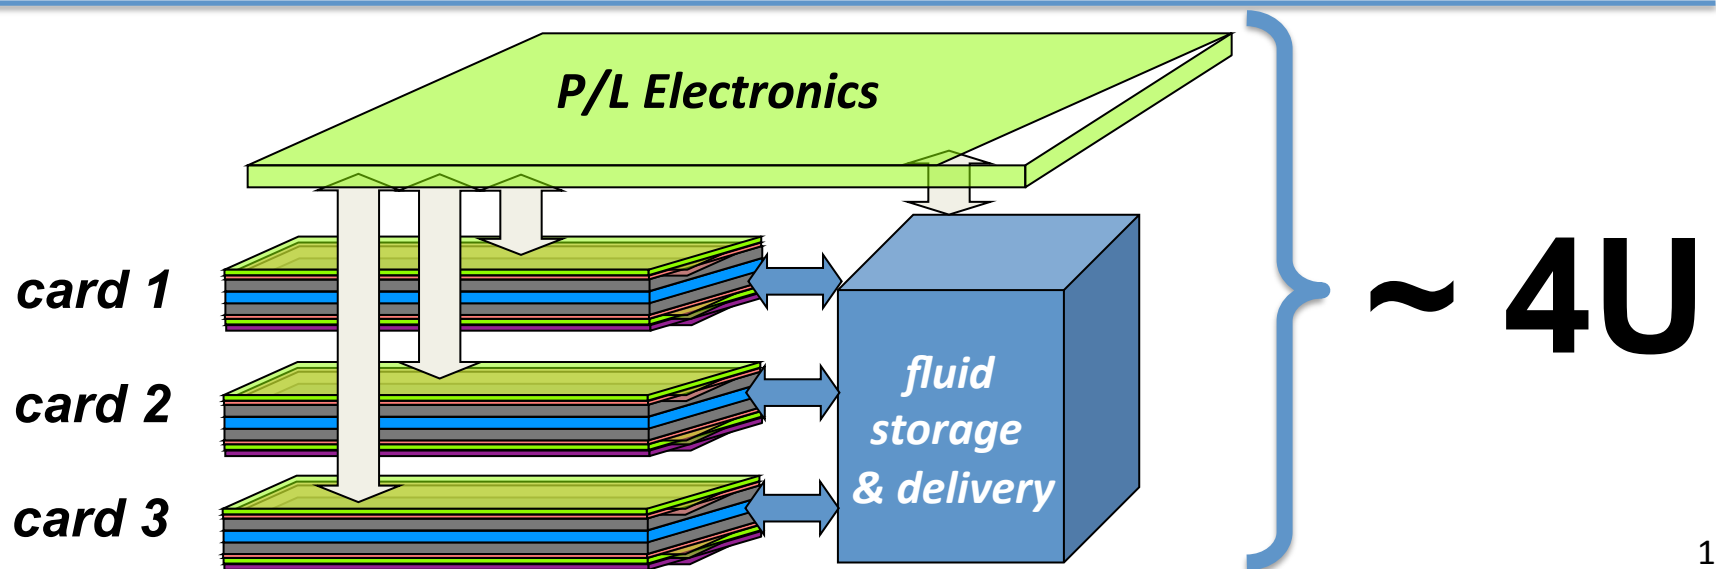 P/L Electronics
card 1
card 2
card 3
fluid
storage
& delivery
~ 4U
1